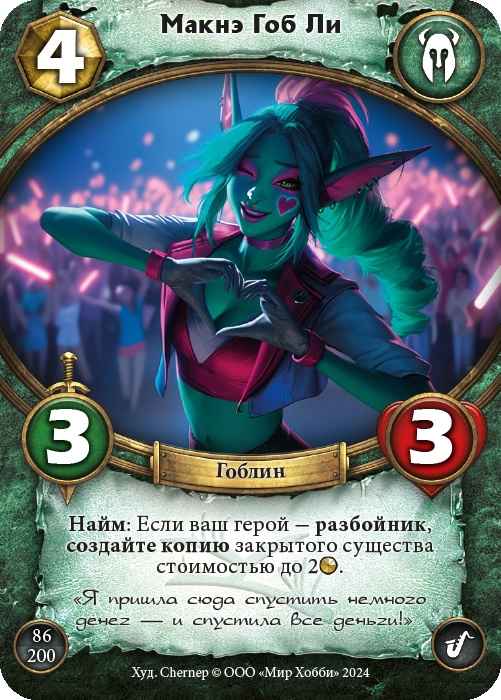 4
Макнэ Гоб Ли
3
3
Гоблин
Найм: Если ваш герой — разбойник,
создайте копию закрытого существа
стоимостью до 2.
«Я пришла сюда спустить немного
денег — и спустила все деньги!»
86
200
Худ. Chernep © ООО «Мир Хобби» 2024